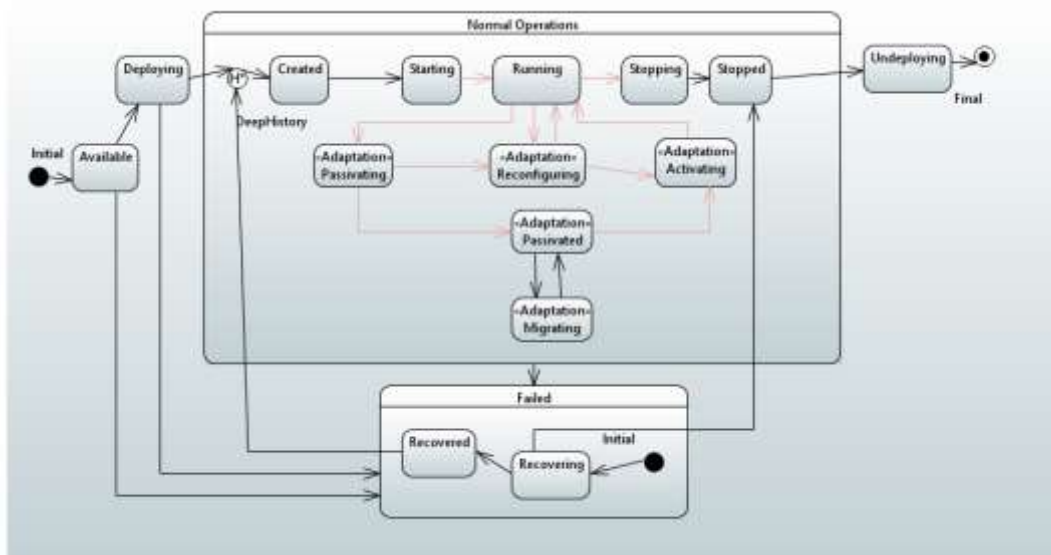 Normal Operations
Deploying
H*
Created
Starting
Running
Stopping
Stopped
Undeploying
Final
DeepHistory
Initial
Available
«Adaptation»
Passivating
«Adaptation»
Reconfiguring
«Adaptation»
Activating
«Adaptation»
Passivated
«Adaptation»
Migrating
Failed
Recovered
Recovering
Initial